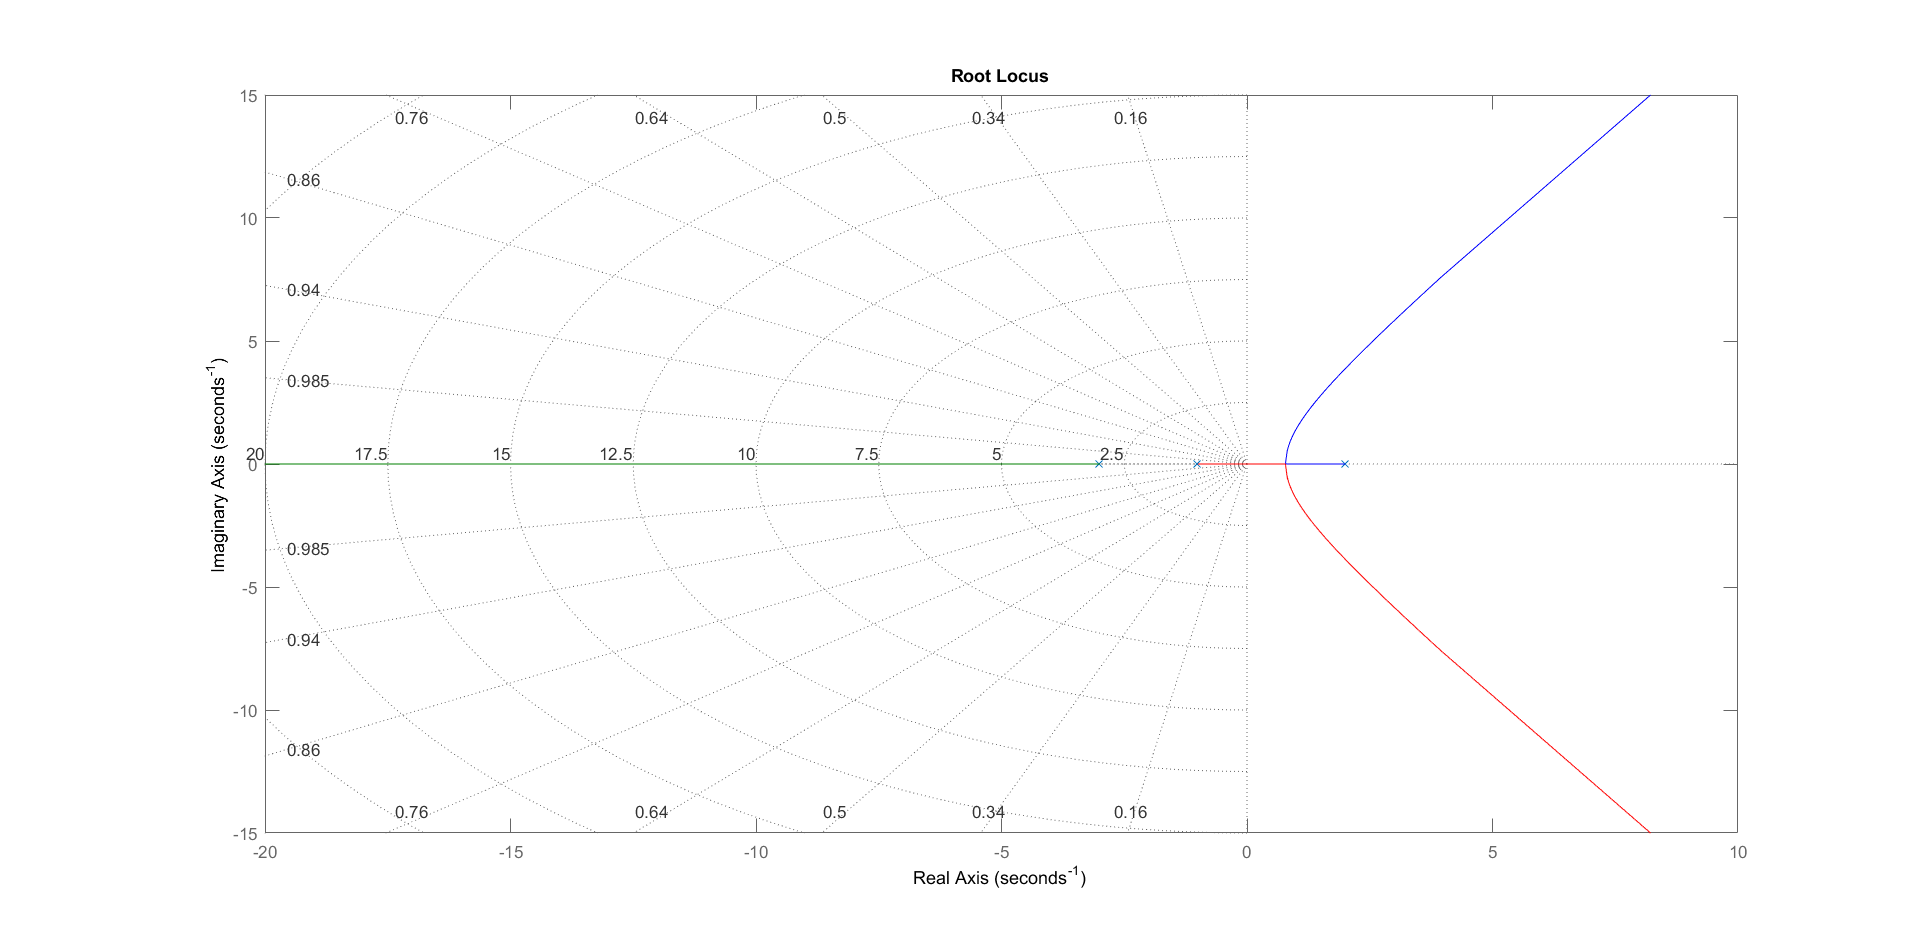 Root Locus
15
0.76 0.64 0.5 0.34 0.16
0.86
10
0.94
5
0.985
20 17.5 15 12.5 10 7.5 5 2.5
0
0.985
-5
0.94
-10
0.86
0.76 0.64 0.5 0.34 0.16
-15
-20 -15 -10 -5 0 5 10
Real Axis (seconds-1)
Imaginary Axis (seconds-1)